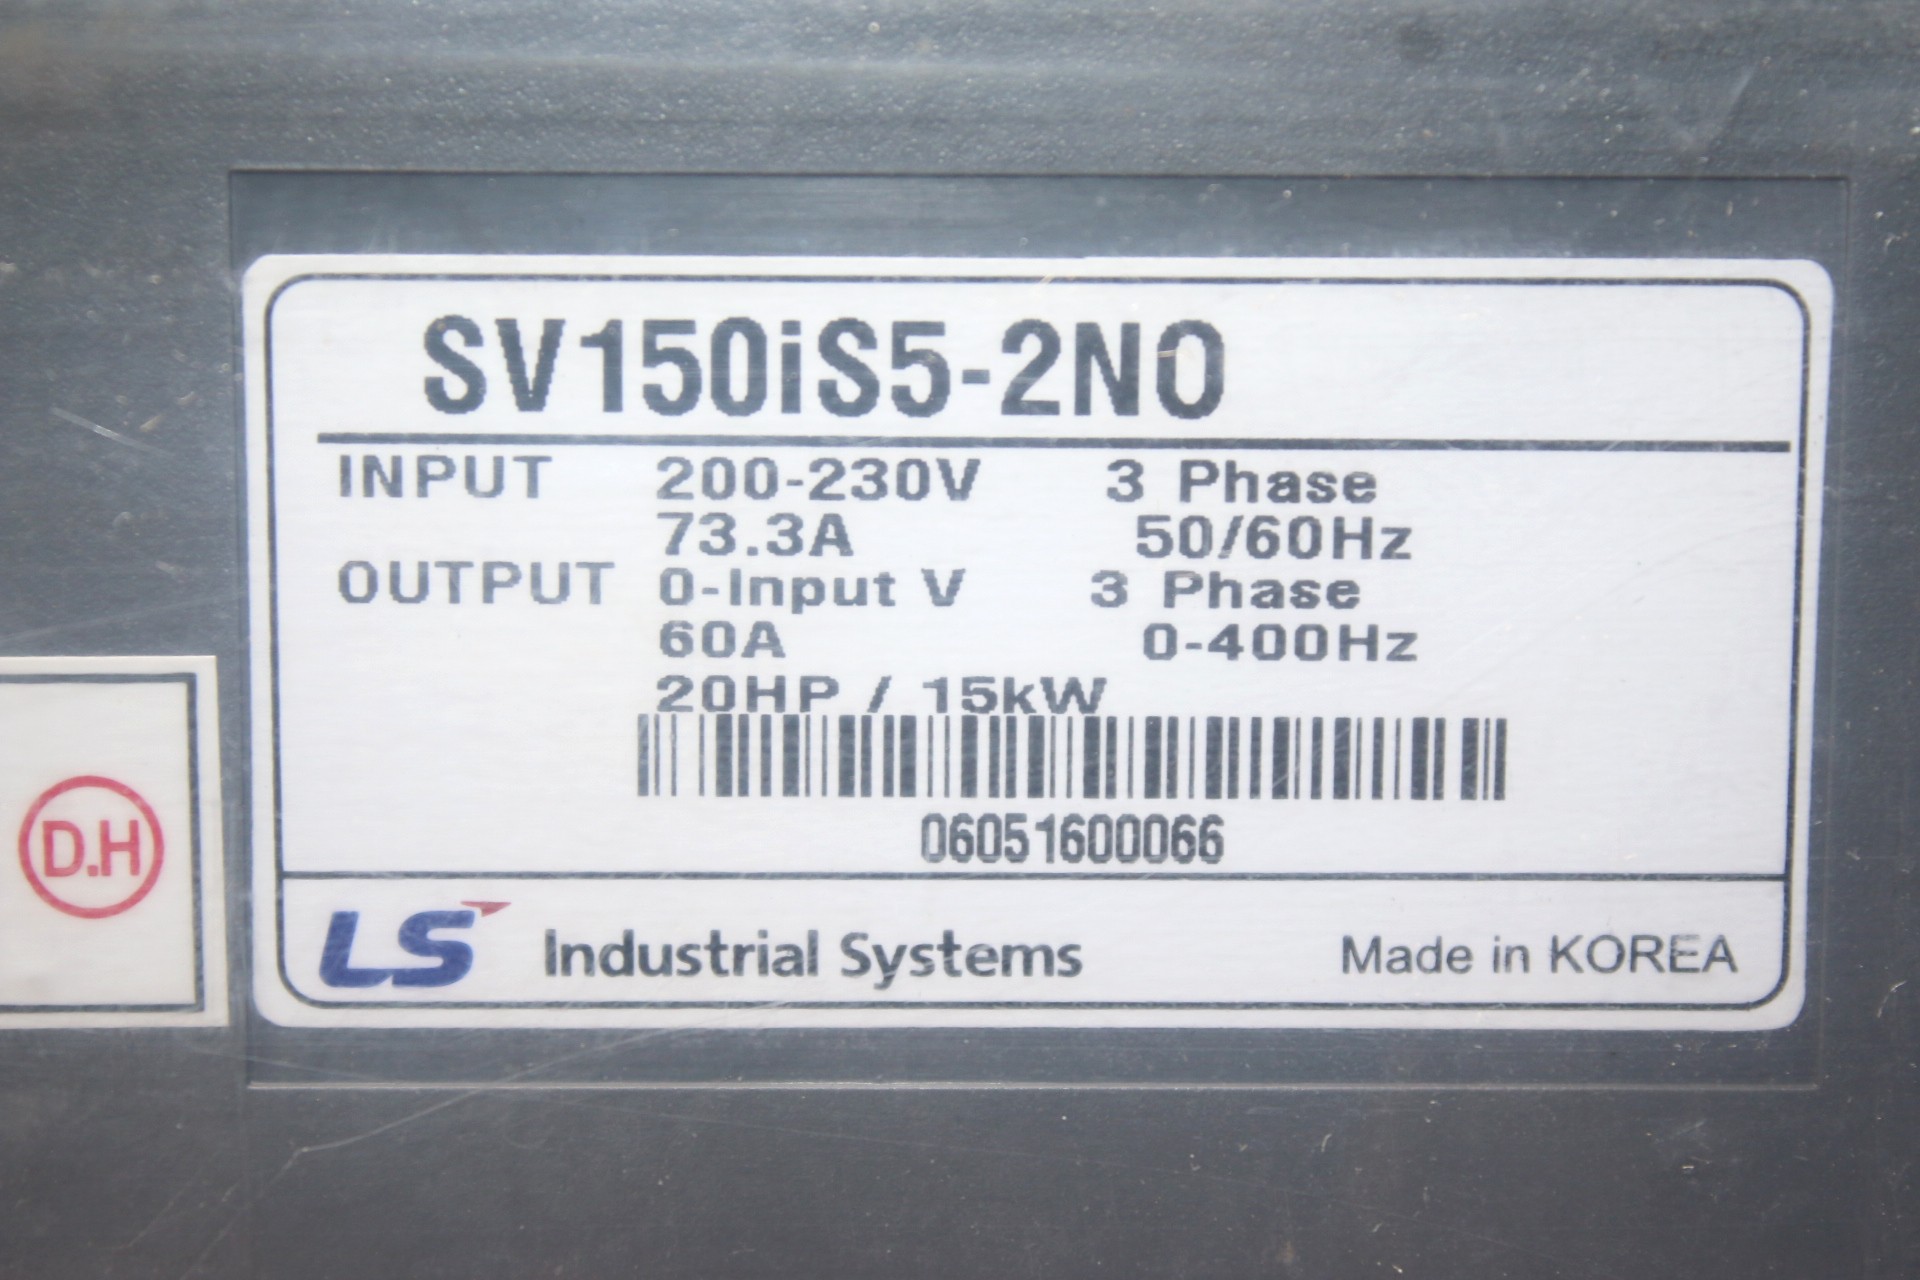 SV150iS5-2NO
INPUT 200-230V 3 Phase
73.3A 50/60Hz
OUTPUT 0-Input V 3 Phase
60A 0-400Hz
20HP / 15kW
06051600066
LS Industrial Systems Made in KOREA
D.H